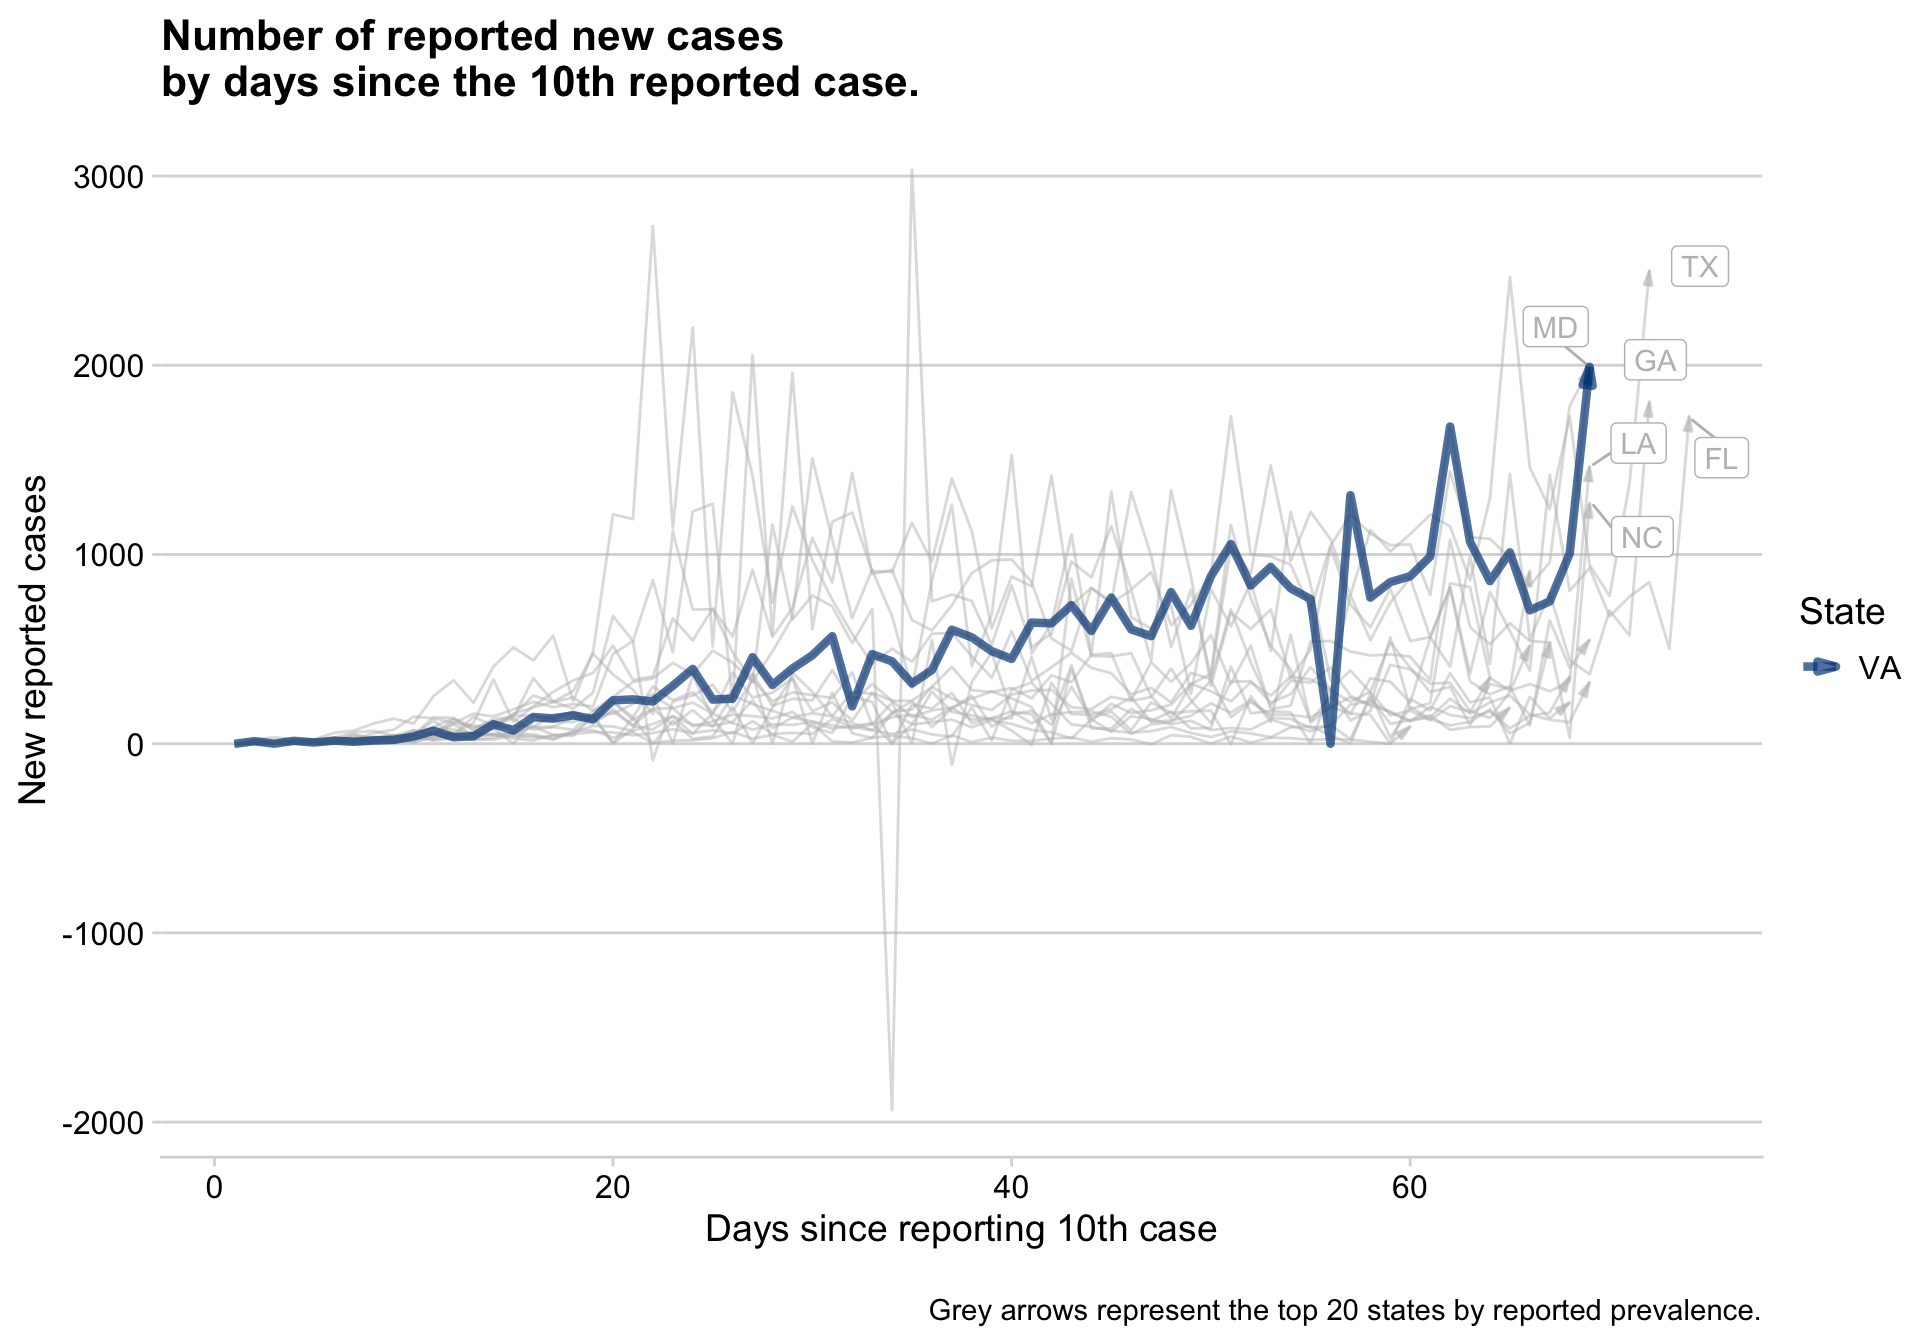 Number of reported new cases
by days since the 10th reported case.
New reported cases
3000
2000
1000
0
-1000
-2000
TX
MD
GA
LA
FL
NC
State
VA
0
20
40
60
Days since reporting 10th case
Grey arrows represent the top 20 states by reported prevalence.